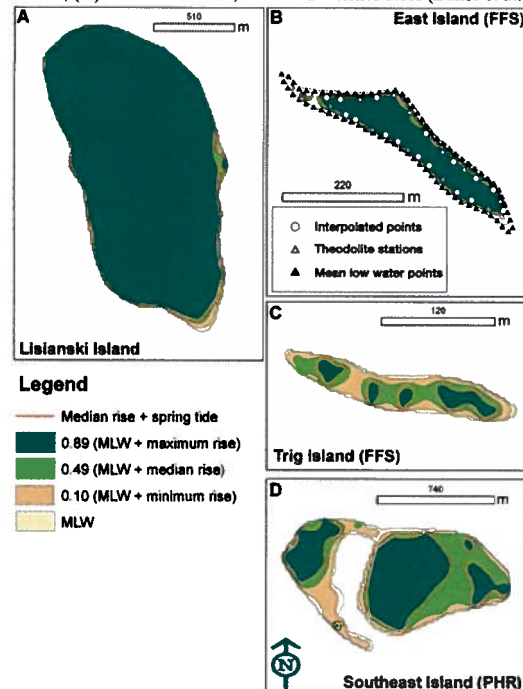 A
510
m
Lisianski Island
B
East Island (FFS)
220
m
Interpolated points
Theodolite stations
Mean low water points
C
120
m
Trig Island (FFS)
Legend
Median rise + spring tide
0.89 (MLW + maximum rise)
0.49 (MLW + median rise)
0.10 (MLW + minimum rise)
MLW
D
740
m
N
Southeast Island (PHR)